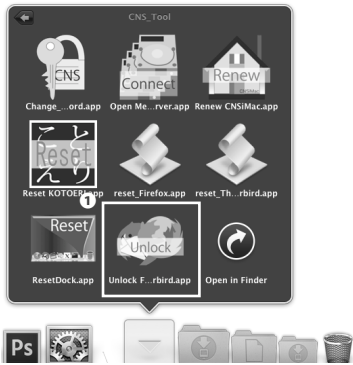 CNS_Tool
CNS
Connect
Renew
Change_...ord.app
Open Me...rver.app
Renew CNSiMac.app
ことえり
Reset
Reset KOTOERI.app
reset_Firefox.app
reset_Th...rbird.app
1
Reset
Unlock
ResetDock.app
Unlock F...rbird.app
Open in Finder
Ps